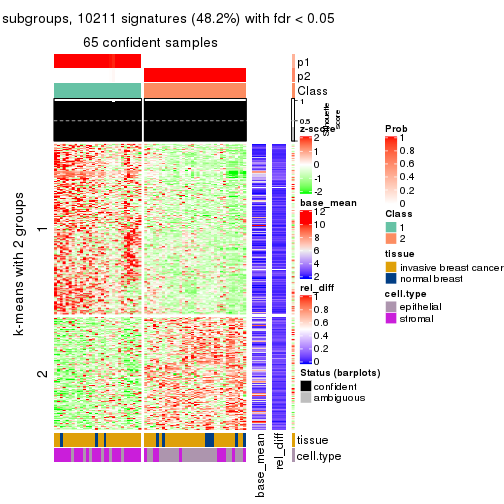 subgroups, 10211 signatures (48.2%) with fdr < 0.05
65 confident samples
p1
p2
Class
1
0.5
Silhouette
score
k-means with 2 groups
1
2
z-score
2
1
0
-1
-2
base_mean
12
10
8
6
4
2
rel_diff
1
0.8
0.6
0.4
0.2
0
Status (barplots)
confident
ambiguous
Prob
1
0.8
0.6
0.4
0.2
0
Class
1
2
tissue
invasive breast cancer
normal breast
cell.type
epithelial
stromal
tissue
cell.type
base_mean
rel_diff